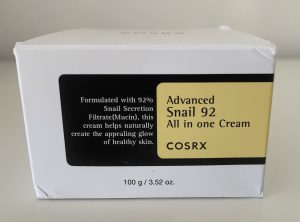 Formulated with 92%
Snail Secretion
Filtrate(Mucin), this
cream helps naturally
create the appealing glow
of healthy skin.
Advanced
Snail 92
All in one Cream
COSRX
100 g / 3.52 oz.